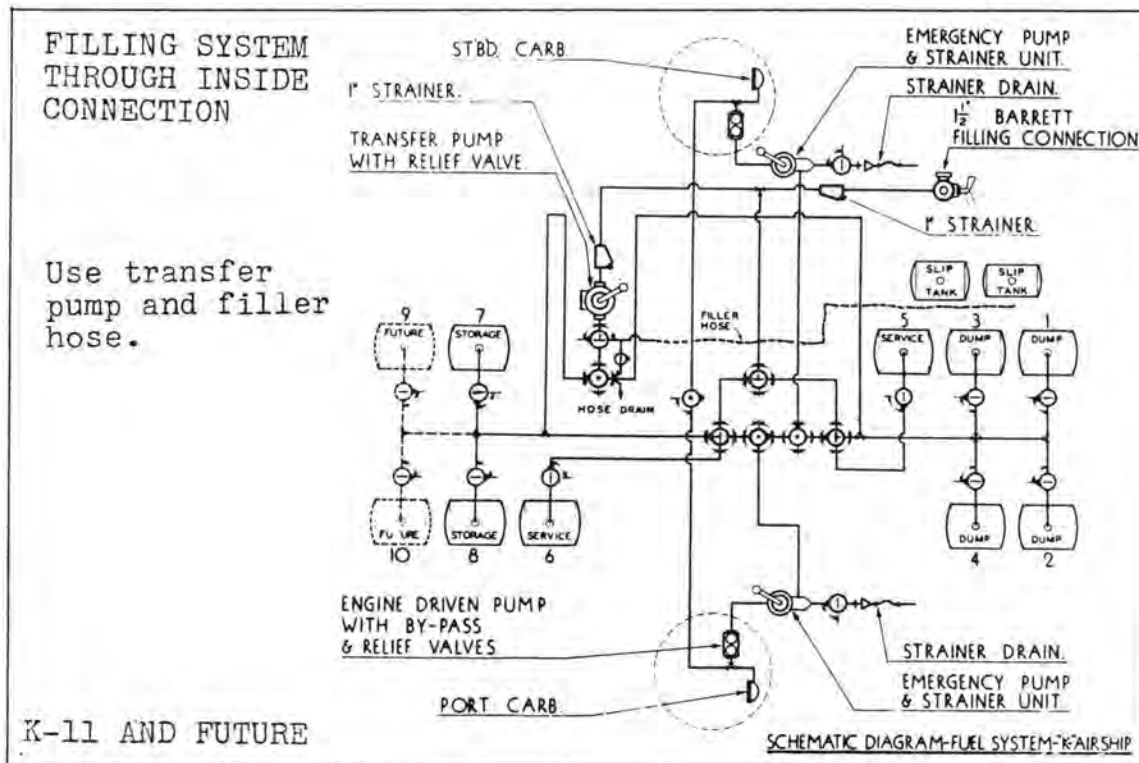 FILLING SYSTEM
THROUGH INSIDE
CONNECTION
Use transfer
pump and filler
hose.
STBD. CARB.
1" STRAINER.
TRANSFER PUMP
WITH RELIEF VALVE.
EMERGENCY PUMP
& STRAINER UNIT.
STRAINER DRAIN.
1½" BARRETT
FILLING CONNECTION
1" STRAINER.
SLIP
TANK
SLIP
TANK
FILLER
HOSE
HOSE DRAIN
9
FUTURE
7
STORAGE
5
SERVICE
3
DUMP
1
DUMP
FUTURE
10
STORAGE
8
SERVICE
6
DUMP
4
DUMP
2
ENGINE DRIVEN PUMP
WITH BY-PASS
& RELIEF VALVES
PORT CARB.
STRAINER DRAIN.
EMERGENCY PUMP
& STRAINER UNIT.
K-11 AND FUTURE
SCHEMATIC DIAGRAM-FUEL SYSTEM-"K"AIRSHIP